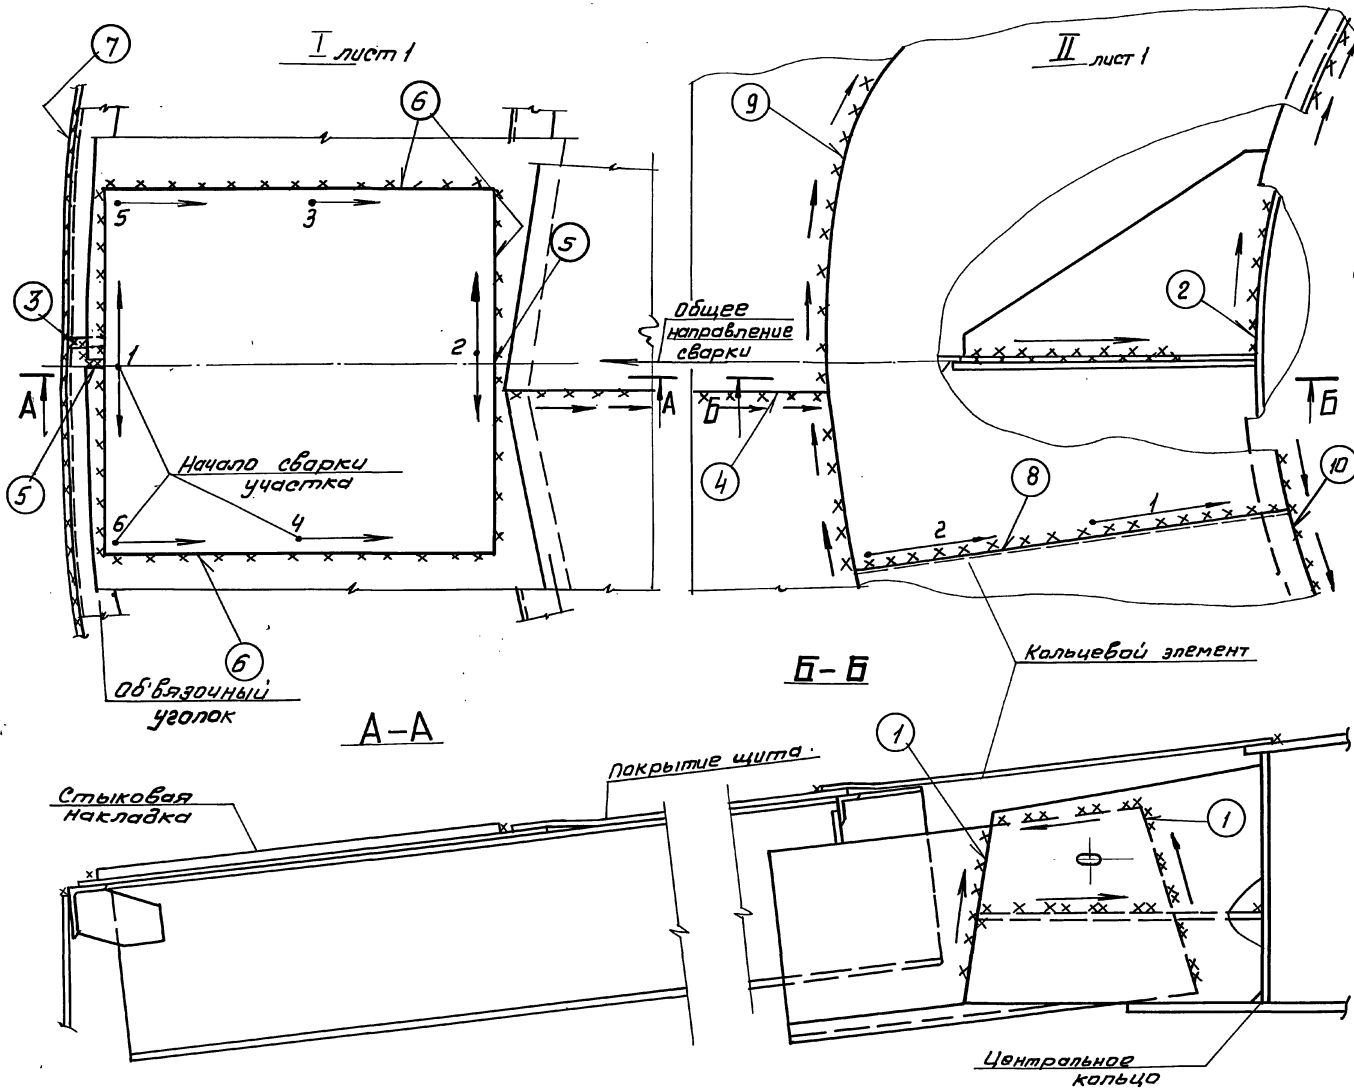 7
I лист 1
6
5
3
5
3
2
1
А
А
5
Начало сварки
участка
6
4
6
Об'вязочный
уголок
Общее
направление
сварки
II лист 1
9
2
Б
Б
4
8
1
2
10
Кольцевой элемент
А-А
Стыковая
накладка
Покрытие щита.
Б-Б
1
1
Центральное
кольцо